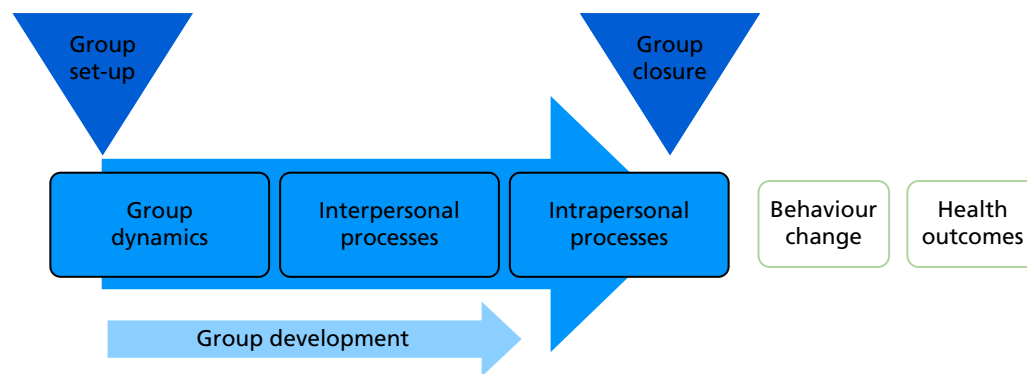 Group
set-up
Group
closure
Group
dynamics
Interpersonal
processes
Intrapersonal
processes
Behaviour
change
Health
outcomes
Group development